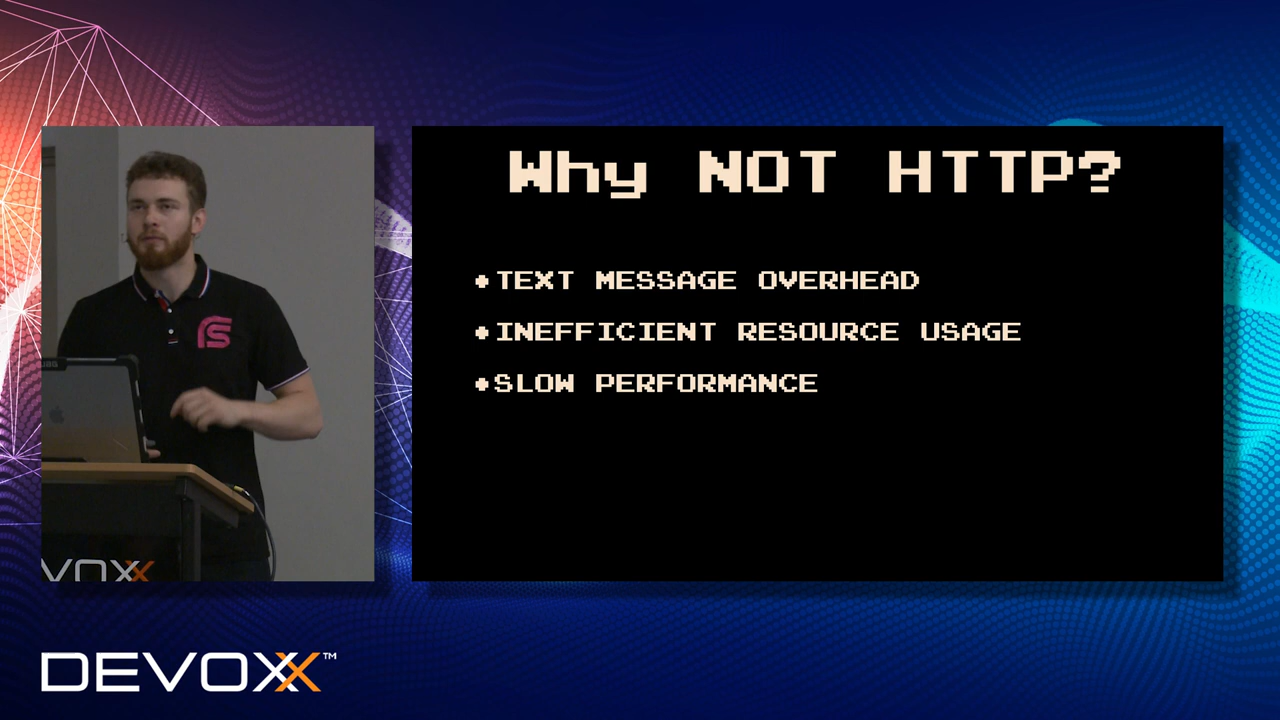 Why NOT HTTP?
•TEXT MESSAGE OVERHEAD
•INEFFICIENT RESOURCE USAGE
•SLOW PERFORMANCE
VOXX
DEVOXX™